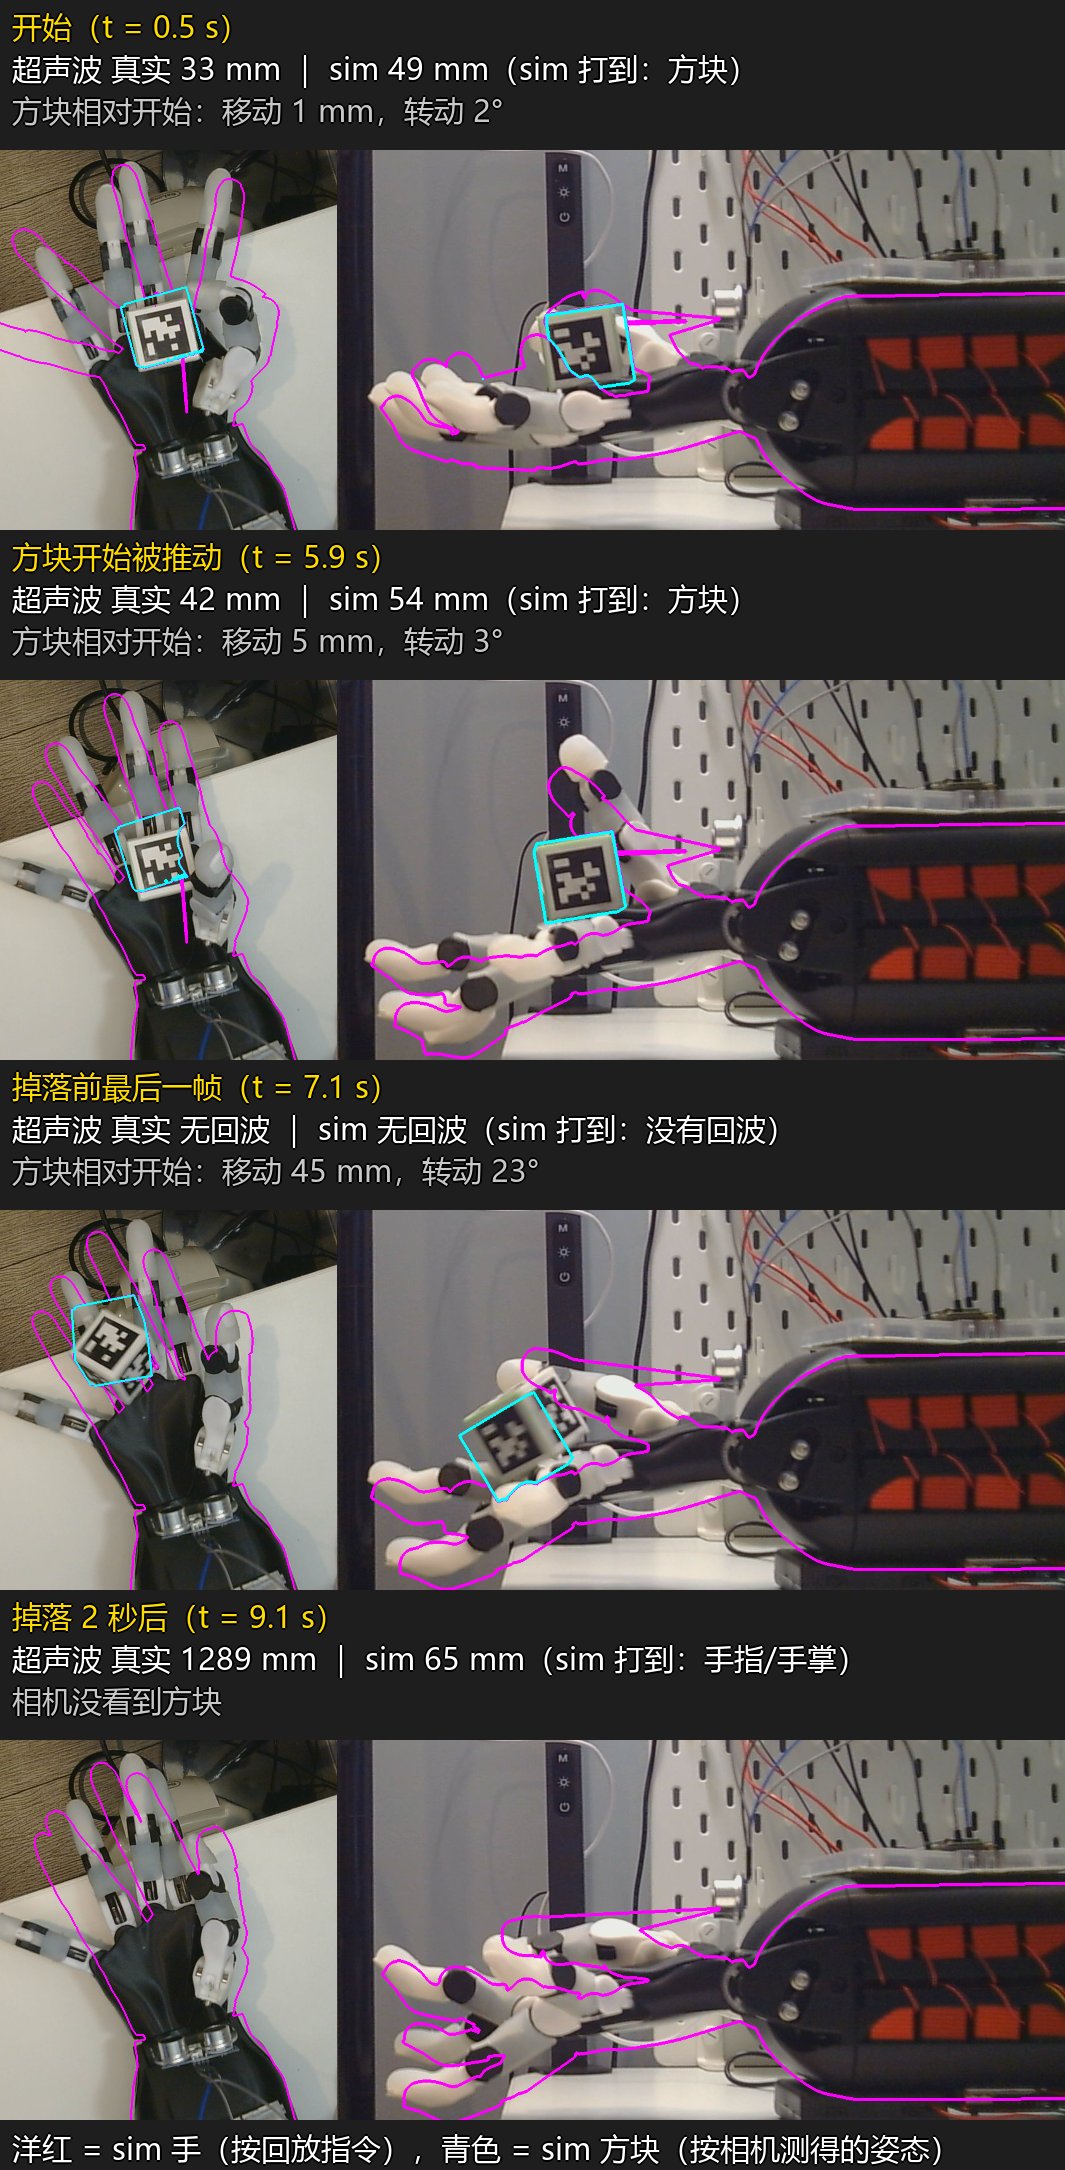 开始（t = 0.5 s）
超声波 真实 33 mm ｜ sim 49 mm（sim 打到：方块）
方块相对开始：移动 1 mm，转动 2°
M
方块开始被推动（t = 5.9 s）
超声波 真实 42 mm ｜ sim 54 mm（sim 打到：方块）
方块相对开始：移动 5 mm，转动 3°
M
掉落前最后一帧（t = 7.1 s）
超声波 真实 无回波 ｜ sim 无回波（sim 打到：没有回波）
方块相对开始：移动 45 mm，转动 23°
M
掉落 2 秒后（t = 9.1 s）
超声波 真实 1289 mm ｜ sim 65 mm（sim 打到：手指/手掌）
相机没看到方块
M
洋红 = sim 手（按回放指令），青色 = sim 方块（按相机测得的姿态）